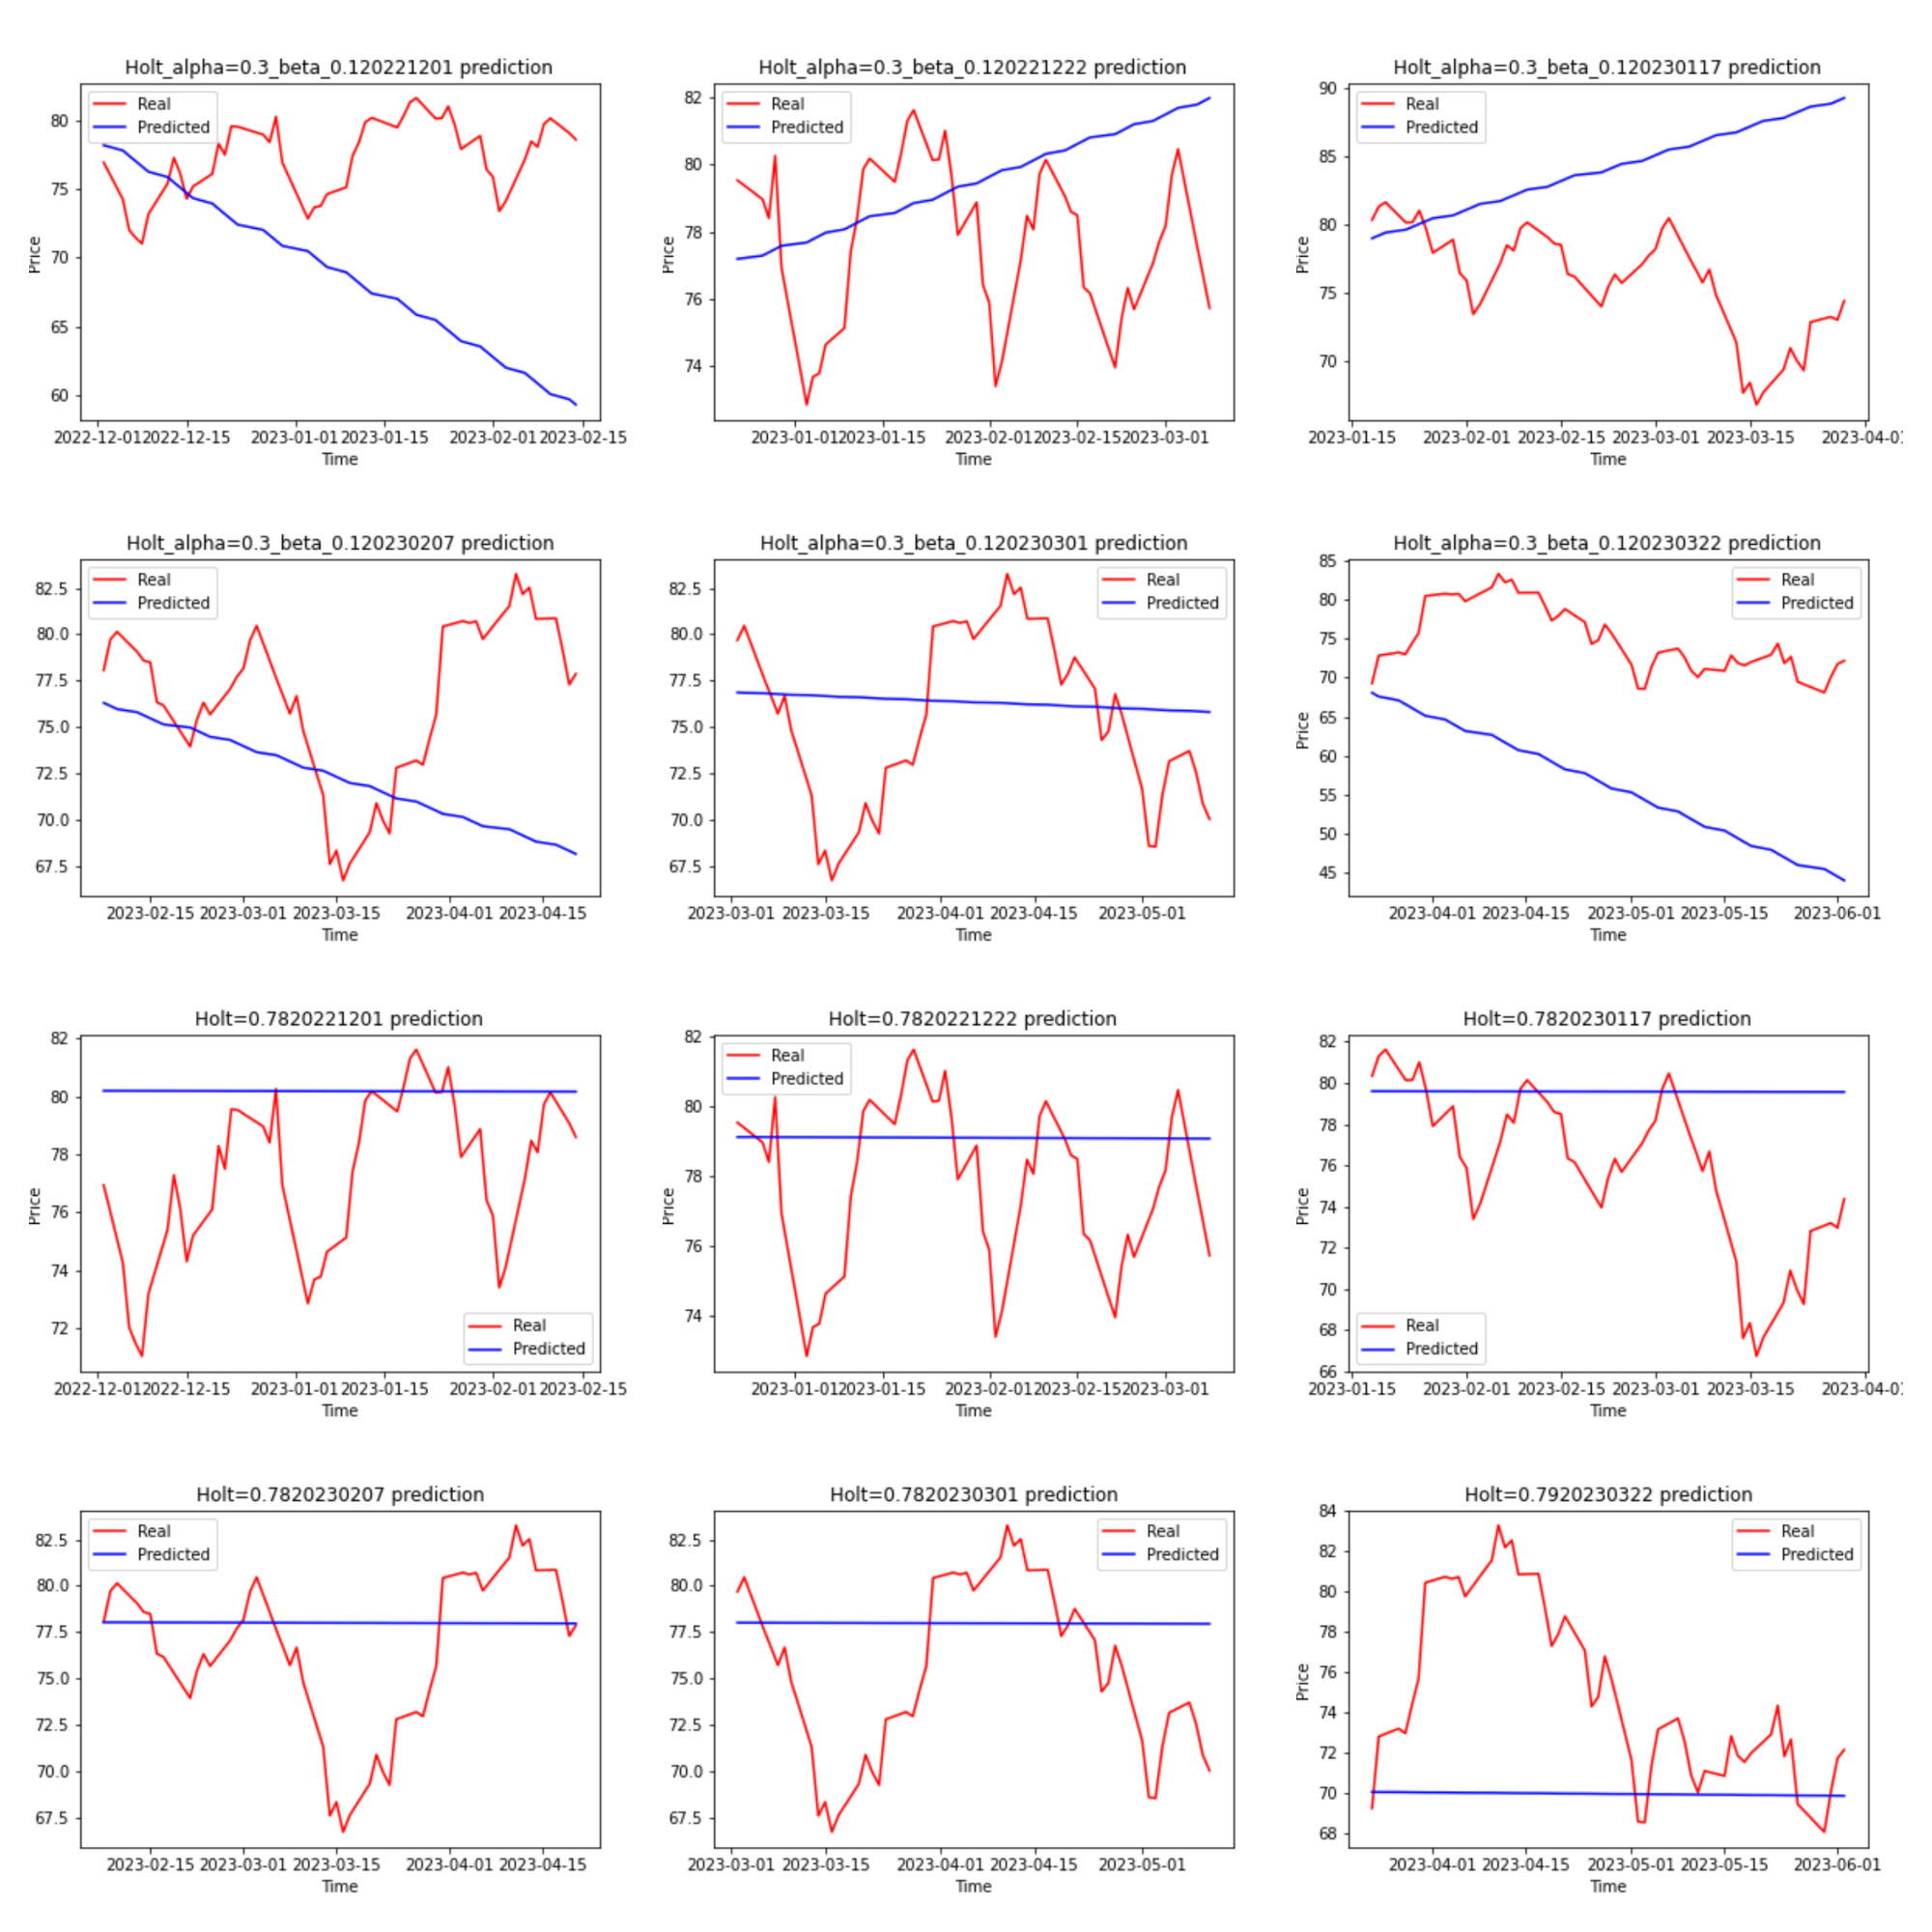 Holt_alpha=0.3_beta_0.120221201 prediction
Real
Predicted
Price
80
75
70
65
60
2022-12-01 2022-12-15 2023-01-01 2023-01-15 2023-02-01 2023-02-15
Time
Holt_alpha=0.3_beta_0.120221222 prediction
Real
Predicted
Price
82
80
78
76
74
2023-01-01 2023-01-15 2023-02-01 2023-02-15 2023-03-01
Time
Holt_alpha=0.3_beta_0.120230117 prediction
Real
Predicted
Price
90
85
80
75
70
2023-01-15 2023-02-01 2023-02-15 2023-03-01 2023-03-15 2023-04-0
Time
Holt_alpha=0.3_beta_0.120230207 prediction
Real
Predicted
82.5
80.0
77.5
75.0
72.5
70.0
67.5
2023-02-15 2023-03-01 2023-03-15 2023-04-01 2023-04-15
Time
Holt_alpha=0.3_beta_0.120230301 prediction
Real
Predicted
82.5
80.0
77.5
75.0
72.5
70.0
67.5
2023-03-01 2023-03-15 2023-04-01 2023-04-15 2023-05-01
Time
Holt_alpha=0.3_beta_0.120230322 prediction
Real
Predicted
Price
85
80
75
70
65
60
55
50
45
2023-04-01 2023-04-15 2023-05-01 2023-05-15 2023-06-01
Time
Holt=0.7820221201 prediction
Real
Predicted
Price
82
80
78
76
74
72
2022-12-01 2022-12-15 2023-01-01 2023-01-15 2023-02-01 2023-02-15
Time
Holt=0.7820221222 prediction
Real
Predicted
Price
82
80
78
76
74
2023-01-01 2023-01-15 2023-02-01 2023-02-15 2023-03-01
Time
Holt=0.7820230117 prediction
Real
Predicted
Price
82
80
78
76
74
72
70
68
66
2023-01-15 2023-02-01 2023-02-15 2023-03-01 2023-03-15 2023-04-0
Time
Holt=0.7820230207 prediction
Real
Predicted
82.5
80.0
77.5
75.0
72.5
70.0
67.5
2023-02-15 2023-03-01 2023-03-15 2023-04-01 2023-04-15
Time
Holt=0.7820230301 prediction
Real
Predicted
82.5
80.0
77.5
75.0
72.5
70.0
67.5
2023-03-01 2023-03-15 2023-04-01 2023-04-15 2023-05-01
Time
Holt=0.7920230322 prediction
Real
Predicted
Price
84
82
80
78
76
74
72
70
68
2023-04-01 2023-04-15 2023-05-01 2023-05-15 2023-06-01
Time